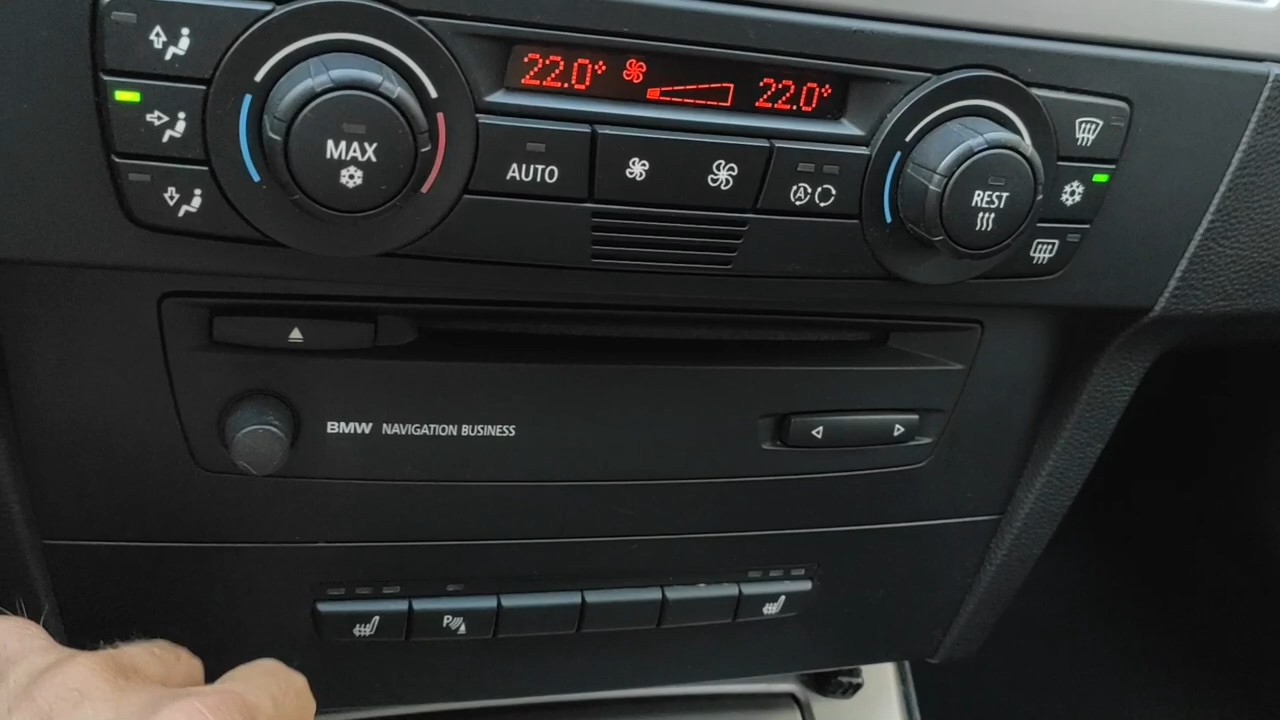 22.0°
22.0°
MAX
AUTO
A
REST
BMW NAVIGATION BUSINESS
P